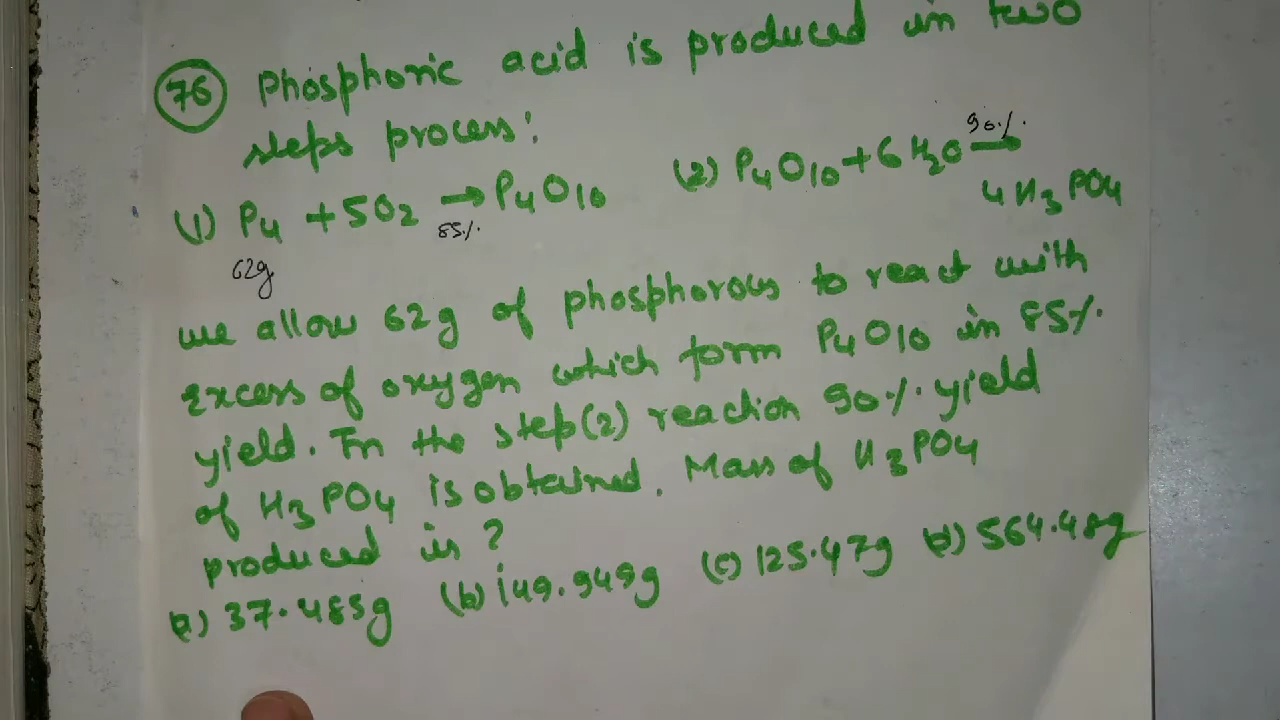 76 Phosphoric acid is produced in two
steps process:
(1) P4 + 5O2 → P4O10 (2) P4O10 + 6H2O → 4H3PO4
85%. 90%.
62g
we allow 62g of phosphorous to react with
excess of oxygen which form P4O10 in 85%.
yield. In the step(2) reaction 90%. yield
of H3PO4 is obtained. Mass of H3PO4
produced is?
(a) 37.485g (b) 149.949g (c) 125.47g (d) 564.48g